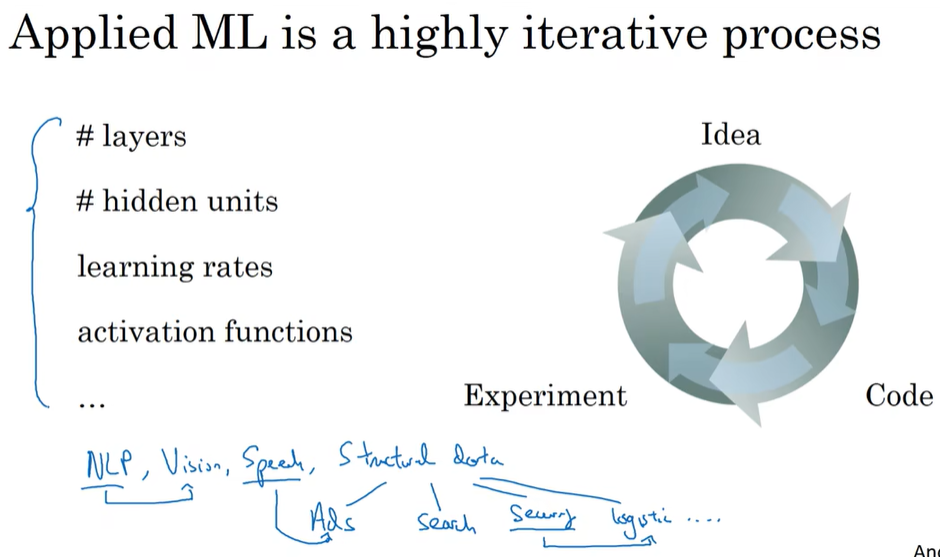 Applied ML is a highly iterative process
# layers
# hidden units
learning rates
activation functions
...
Idea
Experiment
Code
NLP, Vision, Speech, Structural data
Ads Search Security logistic ....